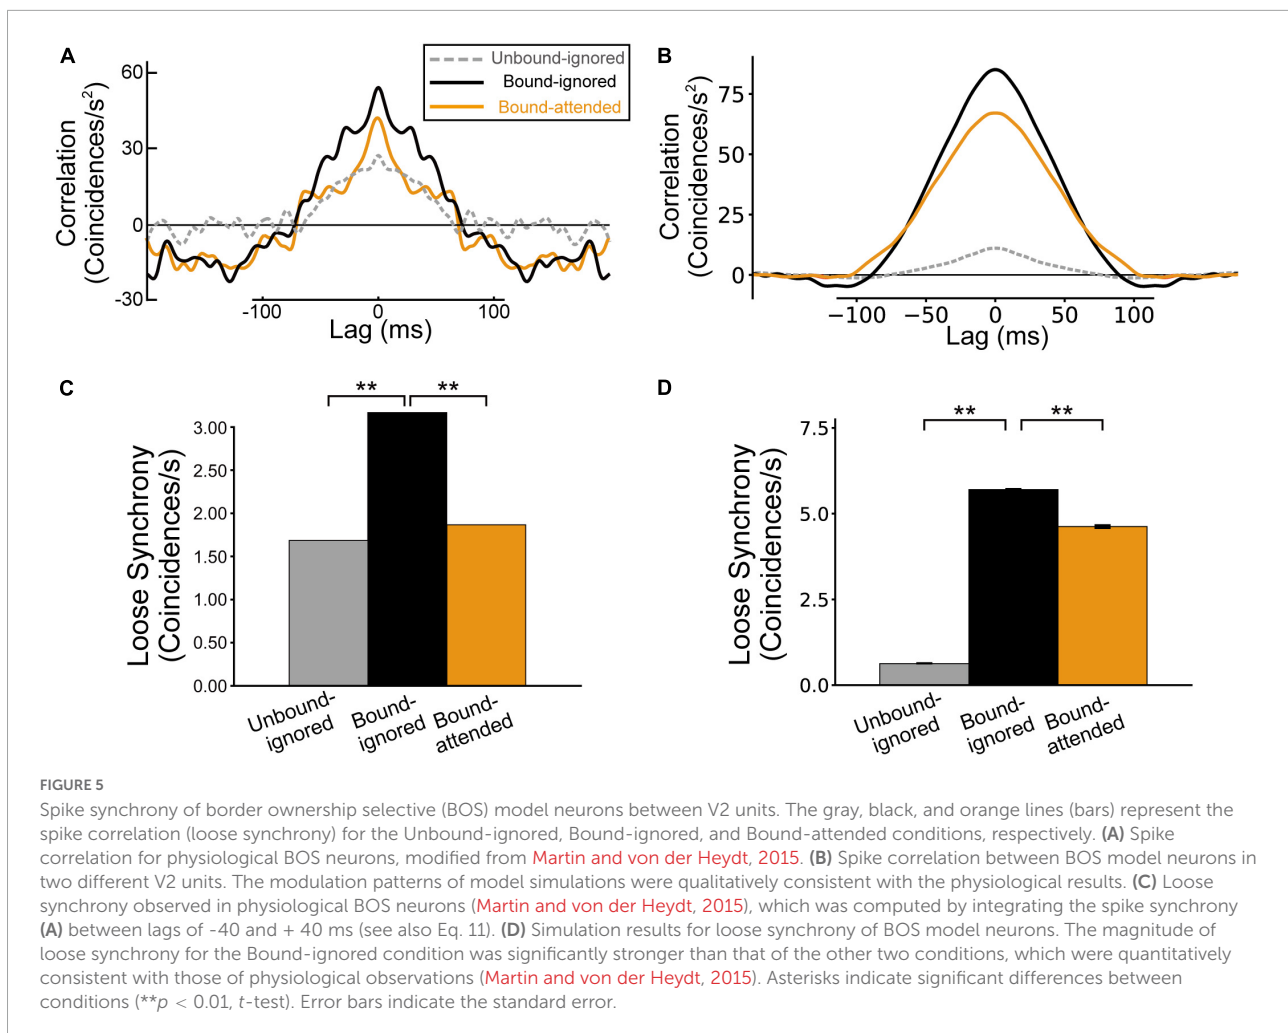 A
60
30
0
-30
Correlation
(Coincidences/s²)
-100
0
100
Lag (ms)
Unbound-ignored
Bound-ignored
Bound-attended
B
75
50
25
0
Correlation
(Coincidences/s²)
−100
−50
0
50
100
Lag (ms)
C
**
**
3.00
2.50
2.00
1.50
1.00
0.50
0.00
Loose Synchrony
(Coincidences/s)
Unbound-
ignored
Bound-
ignored
Bound-
attended
D
**
**
7.5
5.0
2.5
0.0
Loose Synchrony
(Coincidences/s)
Unbound-
ignored
Bound-
ignored
Bound-
attended
FIGURE 5
Spike synchrony of border ownership selective (BOS) model neurons between V2 units. The gray, black, and orange lines (bars) represent the
spike correlation (loose synchrony) for the Unbound-ignored, Bound-ignored, and Bound-attended conditions, respectively. (A) Spike
correlation for physiological BOS neurons, modified from Martin and von der Heydt, 2015. (B) Spike correlation between BOS model neurons in
two different V2 units. The modulation patterns of model simulations were qualitatively consistent with the physiological results. (C) Loose
synchrony observed in physiological BOS neurons (Martin and von der Heydt, 2015), which was computed by integrating the spike synchrony
(A) between lags of -40 and + 40 ms (see also Eq. 11). (D) Simulation results for loose synchrony of BOS model neurons. The magnitude of
loose synchrony for the Bound-ignored condition was significantly stronger than that of the other two conditions, which were quantitatively
consistent with those of physiological observations (Martin and von der Heydt, 2015). Asterisks indicate significant differences between
conditions (**p < 0.01, t-test). Error bars indicate the standard error.